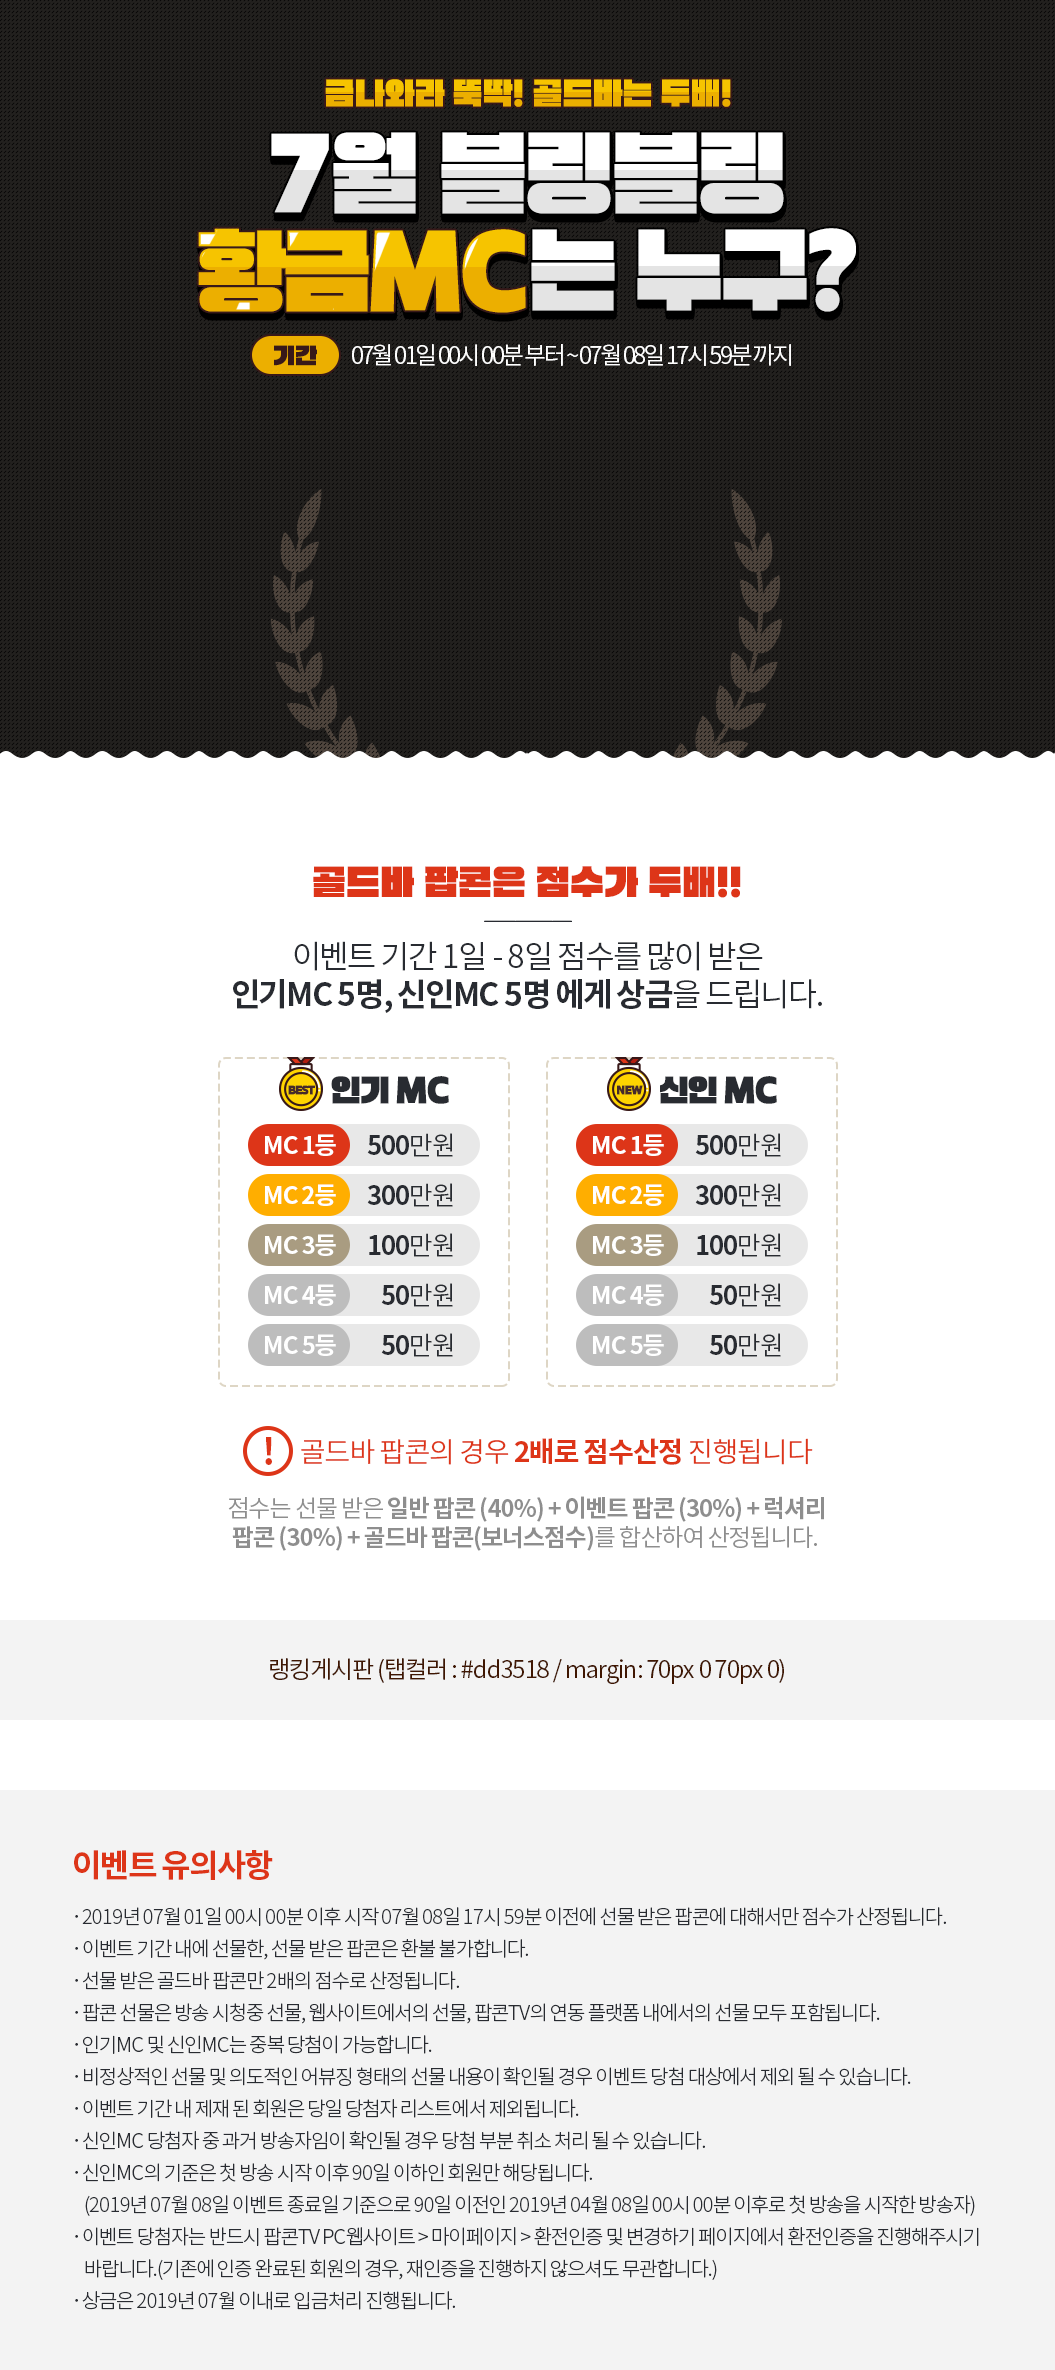 금나와라 뚝딱! 골드바는 두배!
7월 블링블링
황금MC는 누구?
기간 07월 01일 00시 00분 부터 ~ 07월 08일 17시 59분 까지
골드바 팝콘은 점수가 두배!!
이벤트 기간 1일 - 8일 점수를 많이 받은
인기MC 5명, 신인MC 5명 에게 상금을 드립니다.
BEST 인기 MC
MC 1등 500만원
MC 2등 300만원
MC 3등 100만원
MC 4등 50만원
MC 5등 50만원
NEW 신인 MC
MC 1등 500만원
MC 2등 300만원
MC 3등 100만원
MC 4등 50만원
MC 5등 50만원
! 골드바 팝콘의 경우 2배로 점수산정 진행됩니다
점수는 선물 받은 일반 팝콘 (40%) + 이벤트 팝콘 (30%) + 럭셔리
팝콘 (30%) + 골드바 팝콘(보너스점수)를 합산하여 산정됩니다.
랭킹게시판 (탭컬러 : #dd3518 / margin: 70px 0 70px 0)
이벤트 유의사항
· 2019년 07월 01일 00시 00분 이후 시작 07월 08일 17시 59분 이전에 선물 받은 팝콘에 대해서만 점수가 산정됩니다.
· 이벤트 기간 내에 선물한, 선물 받은 팝콘은 환불 불가합니다.
· 선물 받은 골드바 팝콘만 2배의 점수로 산정됩니다.
· 팝콘 선물은 방송 시청중 선물, 웹사이트에서의 선물, 팝콘TV의 연동 플랫폼 내에서의 선물 모두 포함됩니다.
· 인기MC 및 신인MC는 중복 당첨이 가능합니다.
· 비정상적인 선물 및 의도적인 어뷰징 형태의 선물 내용이 확인될 경우 이벤트 당첨 대상에서 제외 될 수 있습니다.
· 이벤트 기간 내 제재 된 회원은 당일 당첨자 리스트에서 제외됩니다.
· 신인MC 당첨자 중 과거 방송자임이 확인될 경우 당첨 부분 취소 처리 될 수 있습니다.
· 신인MC의 기준은 첫 방송 시작 이후 90일 이하인 회원만 해당됩니다.
(2019년 07월 08일 이벤트 종료일 기준으로 90일 이전인 2019년 04월 08일 00시 00분 이후로 첫 방송을 시작한 방송자)
· 이벤트 당첨자는 반드시 팝콘TV PC웹사이트 > 마이페이지 > 환전인증 및 변경하기 페이지에서 환전인증을 진행해주시기
바랍니다.(기존에 인증 완료된 회원의 경우, 재인증을 진행하지 않으셔도 무관합니다.)
· 상금은 2019년 07월 이내로 입금처리 진행됩니다.